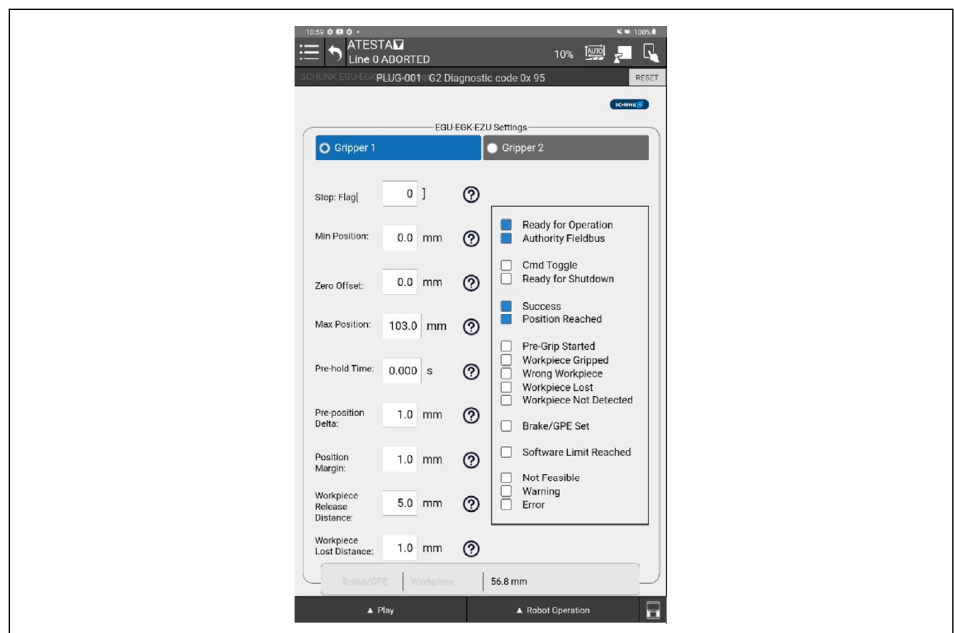 10:59
100%
ATESTA
Line 0 ABORTED
10%
AUTO
SCHUNK EGU-EGK
PLUG-001 G2 Diagnostic code 0x 95
RESET
SCHUNK
EGU-EGK-EZU Settings
Gripper 1
Gripper 2
Stop: Flag[ 0 ]
Min Position: 0.0 mm
Zero Offset: 0.0 mm
Max Position: 103.0 mm
Pre-hold Time: 0.000 s
Pre-position
Delta: 1.0 mm
Position
Margin: 1.0 mm
Workpiece
Release
Distance: 5.0 mm
Workpiece
Lost Distance: 1.0 mm
Ready for Operation
Authority Fieldbus
Cmd Toggle
Ready for Shutdown
Success
Position Reached
Pre-Grip Started
Workpiece Gripped
Wrong Workpiece
Workpiece Lost
Workpiece Not Detected
Brake/GPE Set
Software Limit Reached
Not Feasible
Warning
Error
Brake/GPE
Workpiece
56.8 mm
Play
Robot Operation